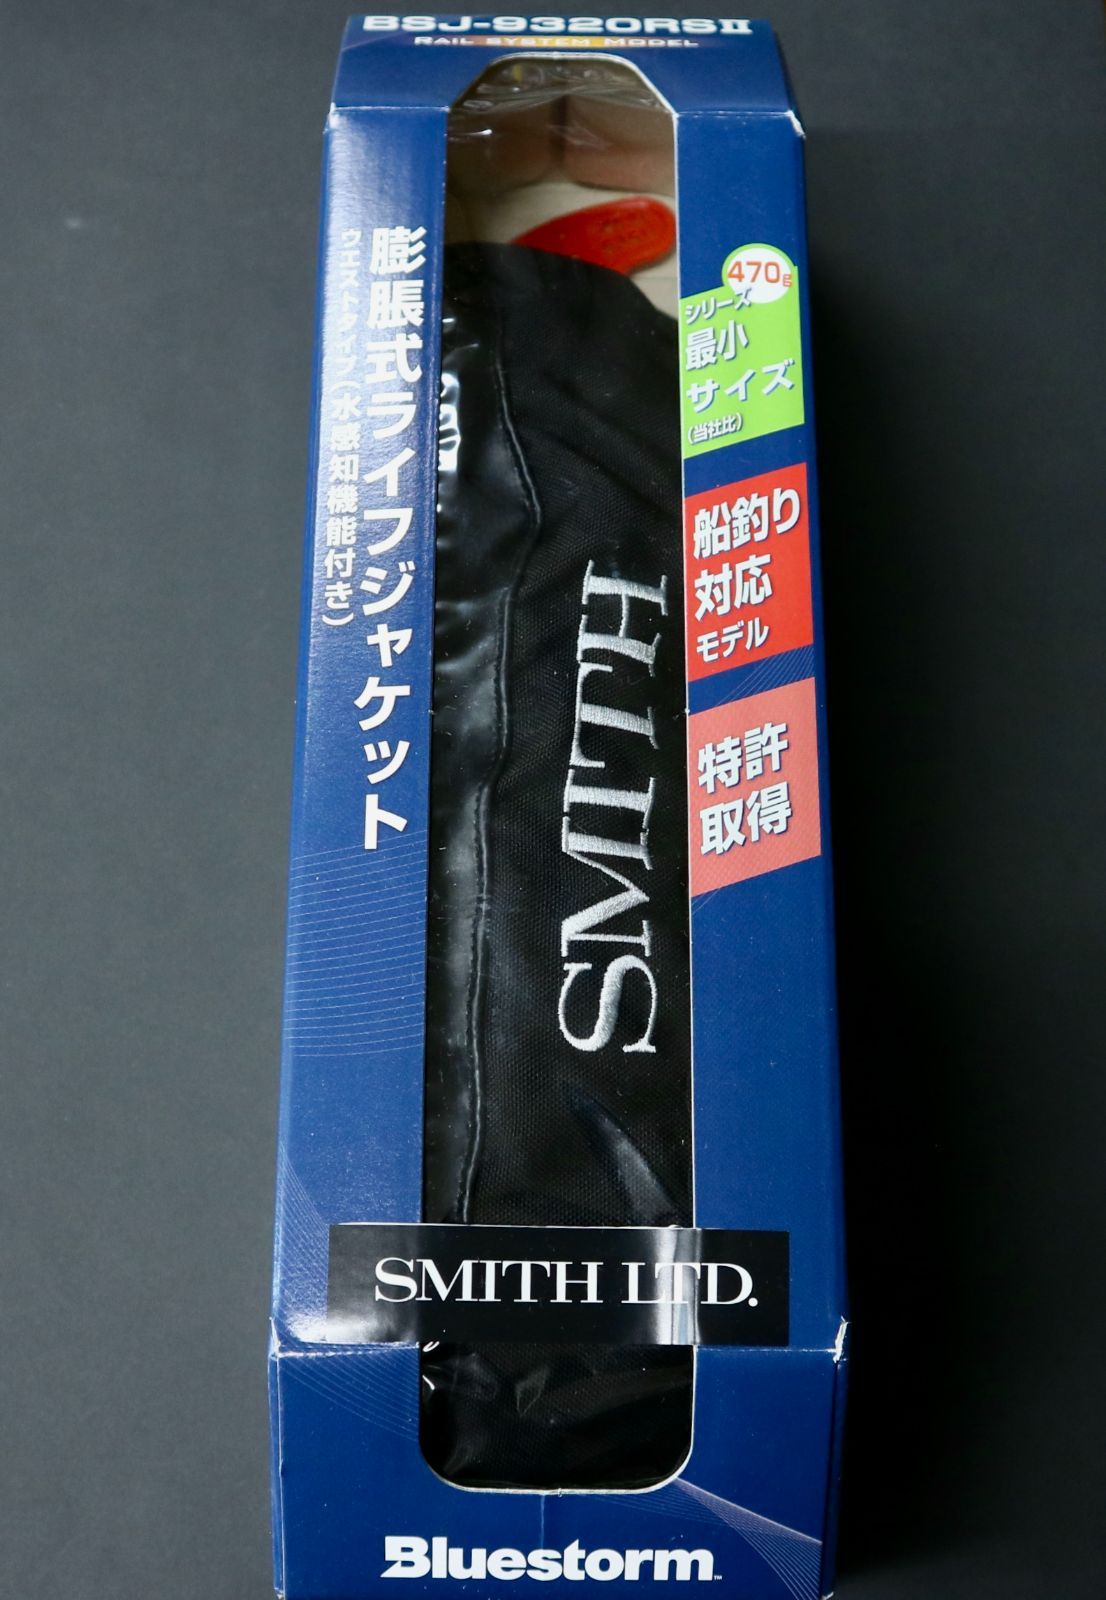 BSJ-9320RSⅡ
RAIL SYSTEM MODEL
膨脹式ライフジャケット
ウエストタイプ(水感知機能付き)
470g
シリーズ
最小
サイズ
(当社比)
船釣り
対応
モデル
特許
取得
SMITH
SMITH LTD.
Bluestorm™